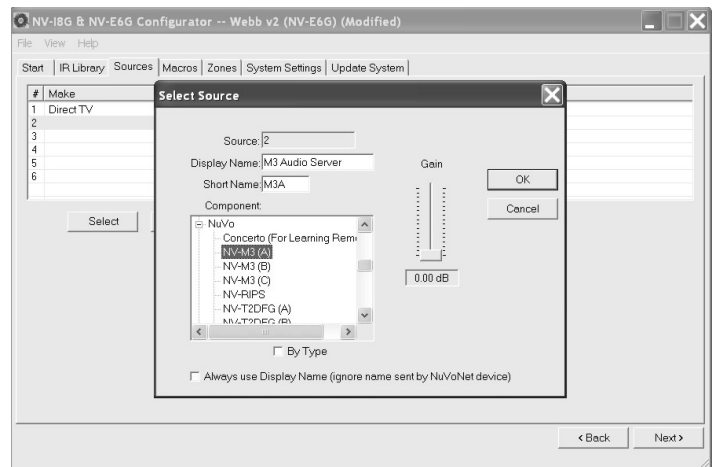 NV-I8G & NV-E6G Configurator -- Webb v2 (NV-E6G) (Modified)
File View Help
Start IR Library Sources Macros Zones System Settings Update System
# Make
1 Direct TV
2
3
4
5
6
Select
Select Source
Source: 2
Display Name: M3 Audio Server
Short Name: M3A
Component:
NuVo
Concerto (For Learning Rem
NV-M3 (A)
NV-M3 (B)
NV-M3 (C)
NV-RIPS
NV-T2DFG (A)
NV-T2DFG (B)
By Type
Always use Display Name (ignore name sent by NuVoNet device)
Gain
0.00 dB
OK
Cancel
< Back Next >